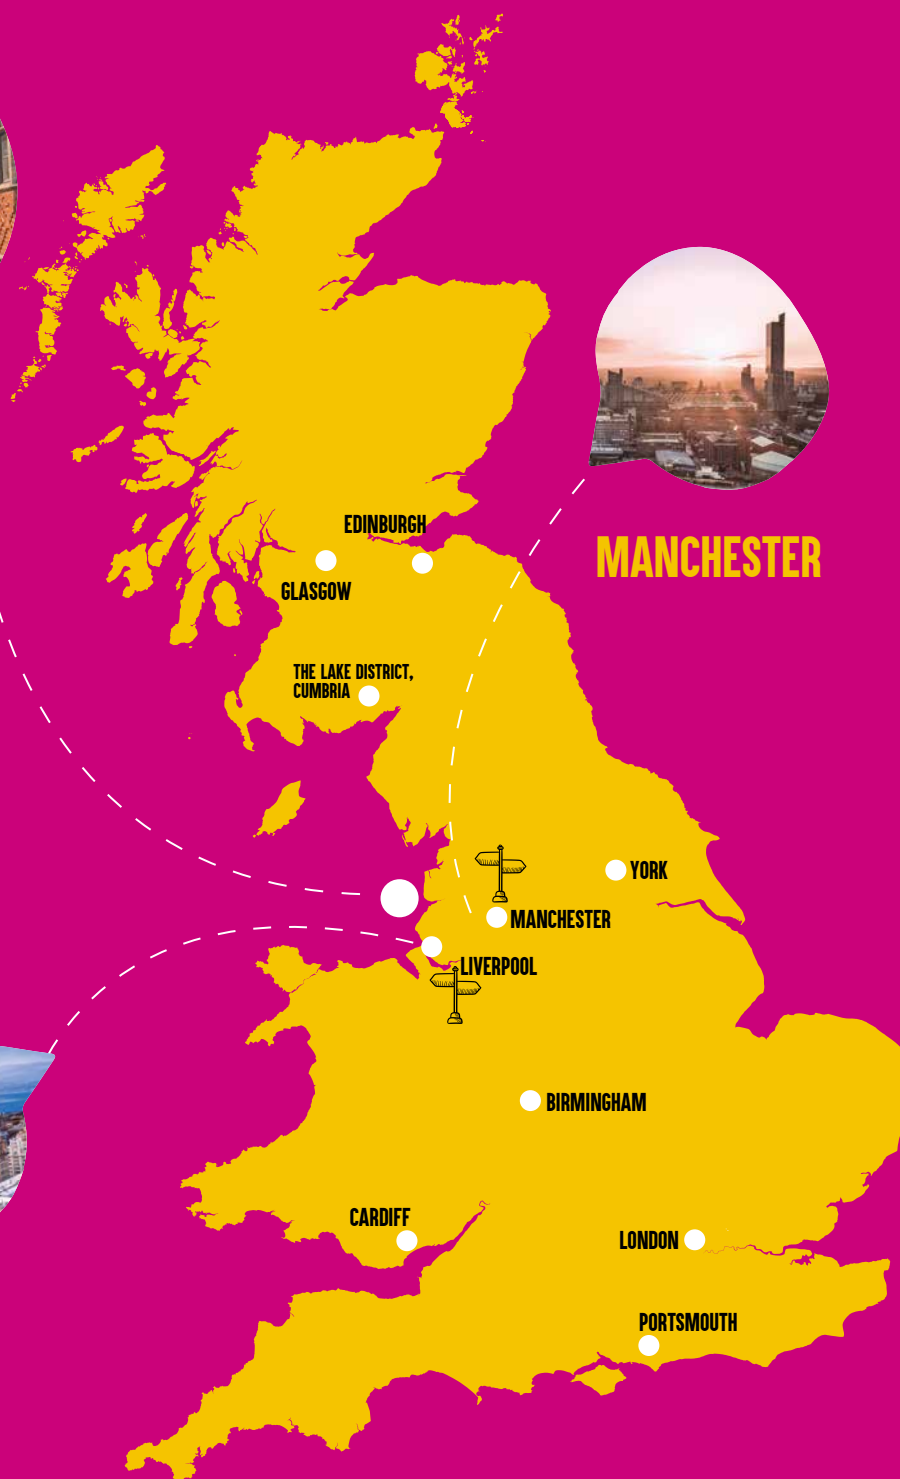 EDINBURGH
MANCHESTER
GLASGOW
THE LAKE DISTRICT,
CUMBRIA
YORK
MANCHESTER
LIVERPOOL
BIRMINGHAM
CARDIFF
LONDON
PORTSMOUTH